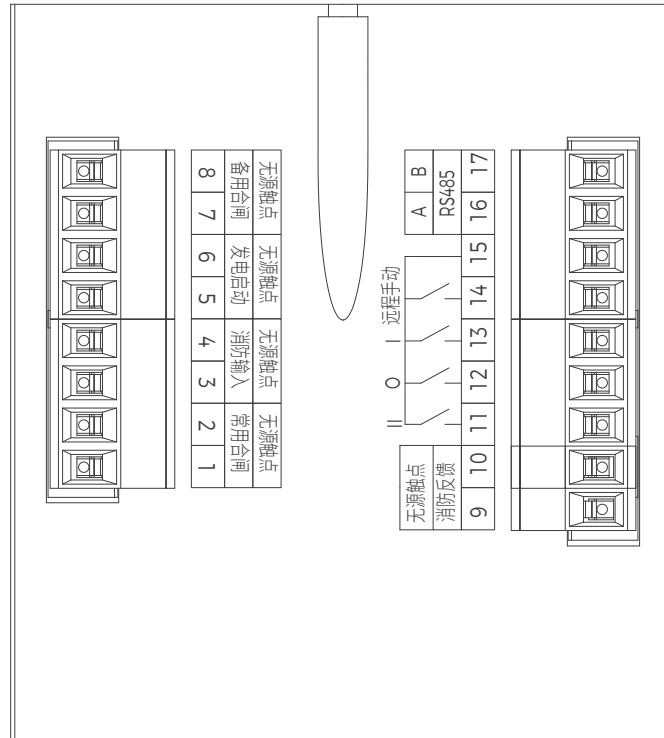 无源触点
备用合闸
8
7
无源触点
发电启动
6
5
无源触点
消防输入
4
3
无源触点
常用合闸
2
1
B
A
RS485
17
16
15
远程手动
14
I
13
O
12
II
11
无源触点
消防反馈
10
9